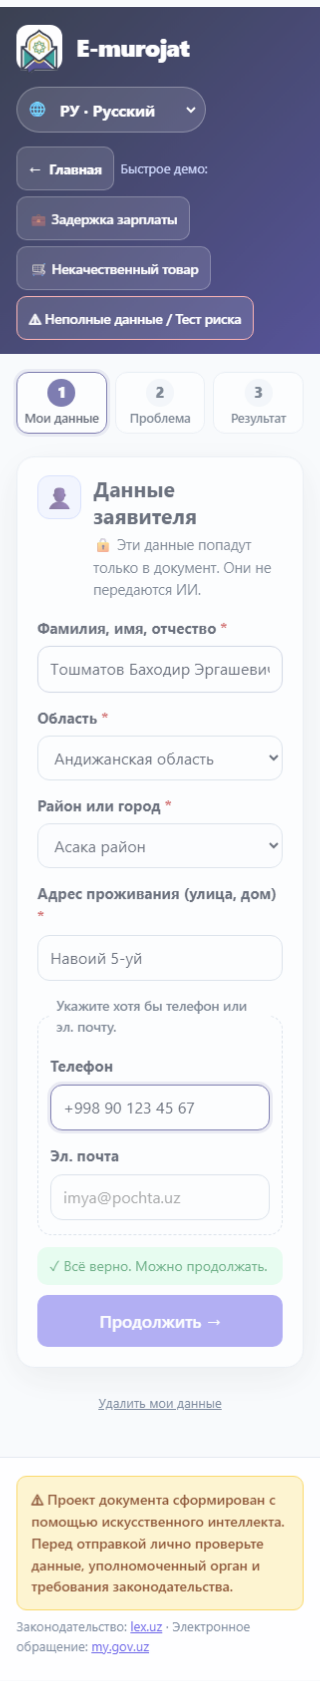 E-murojat
РУ · Русский
← Главная Быстрое демо:
Задержка зарплаты
Некачественный товар
⚠ Неполные данные / Тест риска
1 2 3
Мои данные Проблема Результат
Данные
заявителя
Эти данные попадут
только в документ. Они не
передаются ИИ.
Фамилия, имя, отчество *
Тошматов Баходир Эргашевич
Область *
Андижанская область
Район или город *
Асака район
Адрес проживания (улица, дом)
*
Навоий 5-уй
Укажите хотя бы телефон или
эл. почту.
Телефон
+998 90 123 45 67
Эл. почта
imya@pochta.uz
✓ Всё верно. Можно продолжать.
Продолжить →
Удалить мои данные
⚠ Проект документа сформирован с
помощью искусственного интеллекта.
Перед отправкой лично проверьте
данные, уполномоченный орган и
требования законодательства.
Законодательство: lex.uz · Электронное
обращение: my.gov.uz